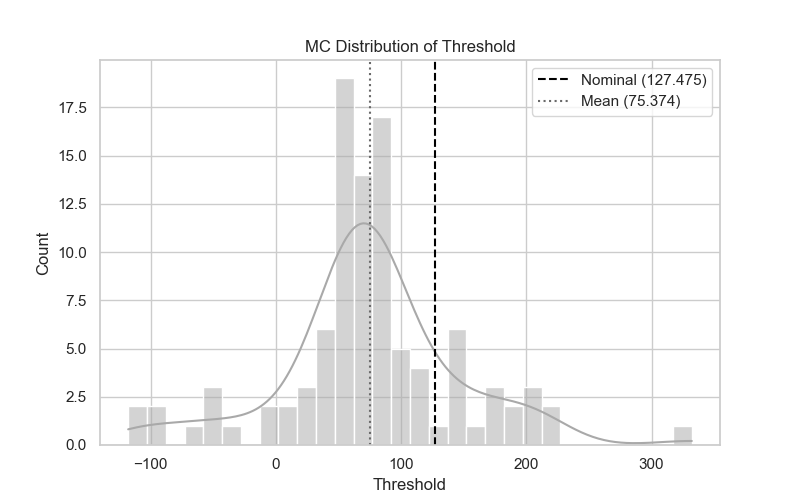 MC Distribution of Threshold
Nominal (127.475)
Mean (75.374)
17.5
15.0
12.5
10.0
7.5
5.0
2.5
0.0
Count
−100
0
100
200
300
Threshold